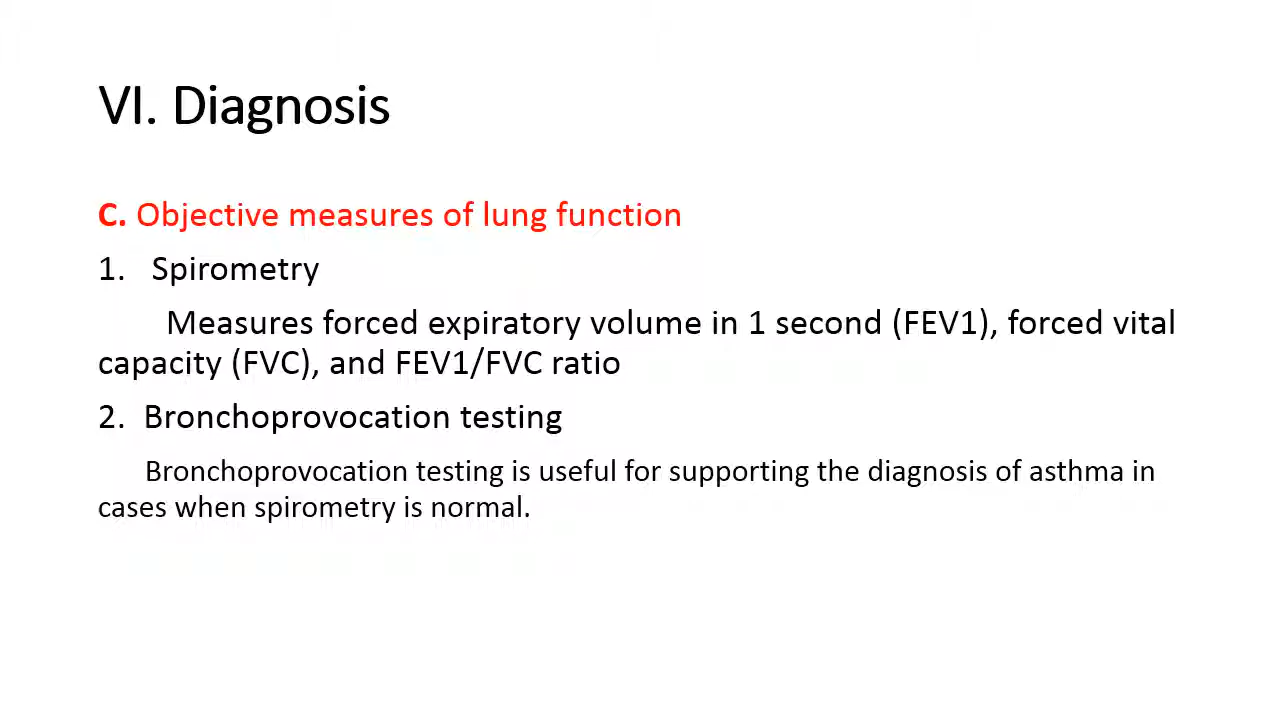 VI. Diagnosis
C. Objective measures of lung function
1. Spirometry
Measures forced expiratory volume in 1 second (FEV1), forced vital
capacity (FVC), and FEV1/FVC ratio
2. Bronchoprovocation testing
Bronchoprovocation testing is useful for supporting the diagnosis of asthma in
cases when spirometry is normal.